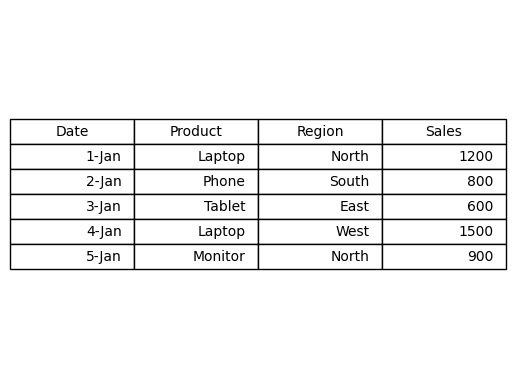 Date Product Region Sales
1-Jan Laptop North 1200
2-Jan Phone South 800
3-Jan Tablet East 600
4-Jan Laptop West 1500
5-Jan Monitor North 900